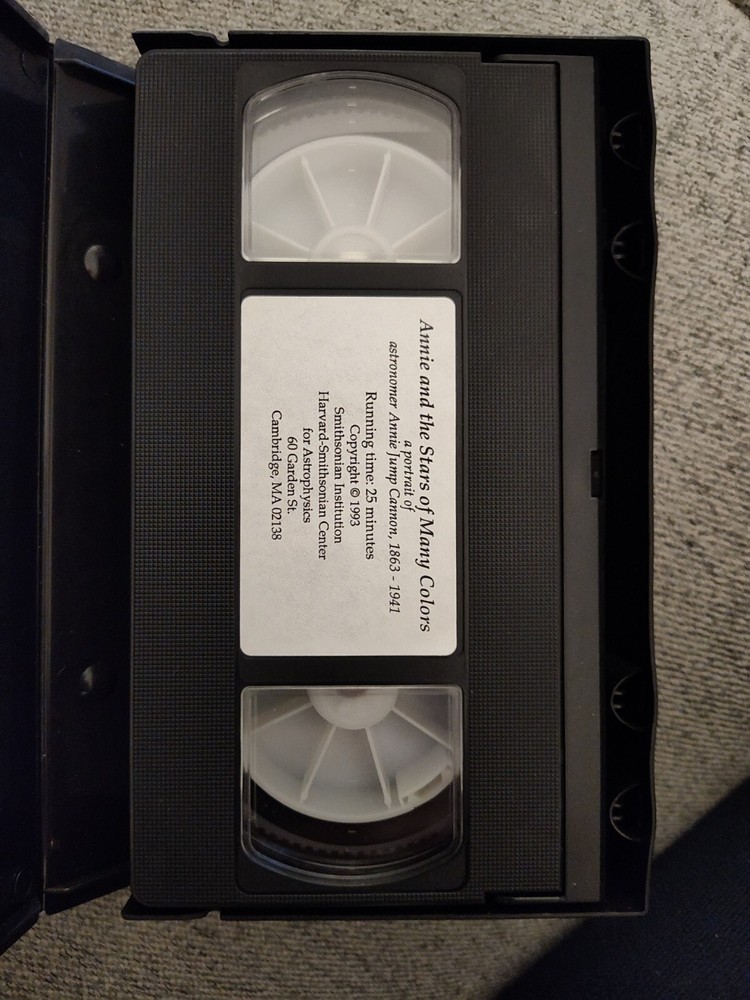 Annie and the Stars of Many Colors
a portrait of
astronomer Annie Jump Cannon, 1863 - 1941
Running time: 25 minutes
Copyright © 1993
Smithsonian Institution
Harvard-Smithsonian Center
for Astrophysics
60 Garden St.
Cambridge, MA 02138